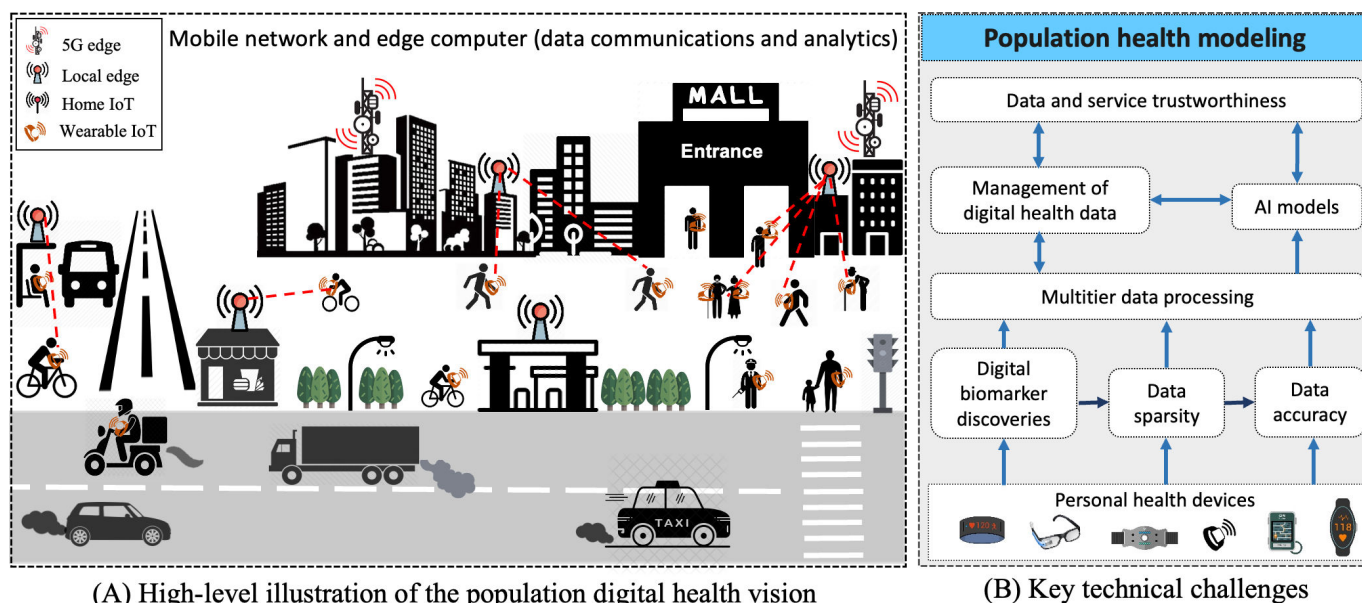 5G edge
Local edge
Home IoT
Wearable IoT
Mobile network and edge computer (data communications and analytics)
MALL
Entrance
TAXI
(A) High-level illustration of the population digital health vision
Population health modeling
Data and service trustworthiness
Management of
digital health data
AI models
Multitier data processing
Digital
biomarker
discoveries
Data
sparsity
Data
accuracy
Personal health devices
120
118
(B) Key technical challenges